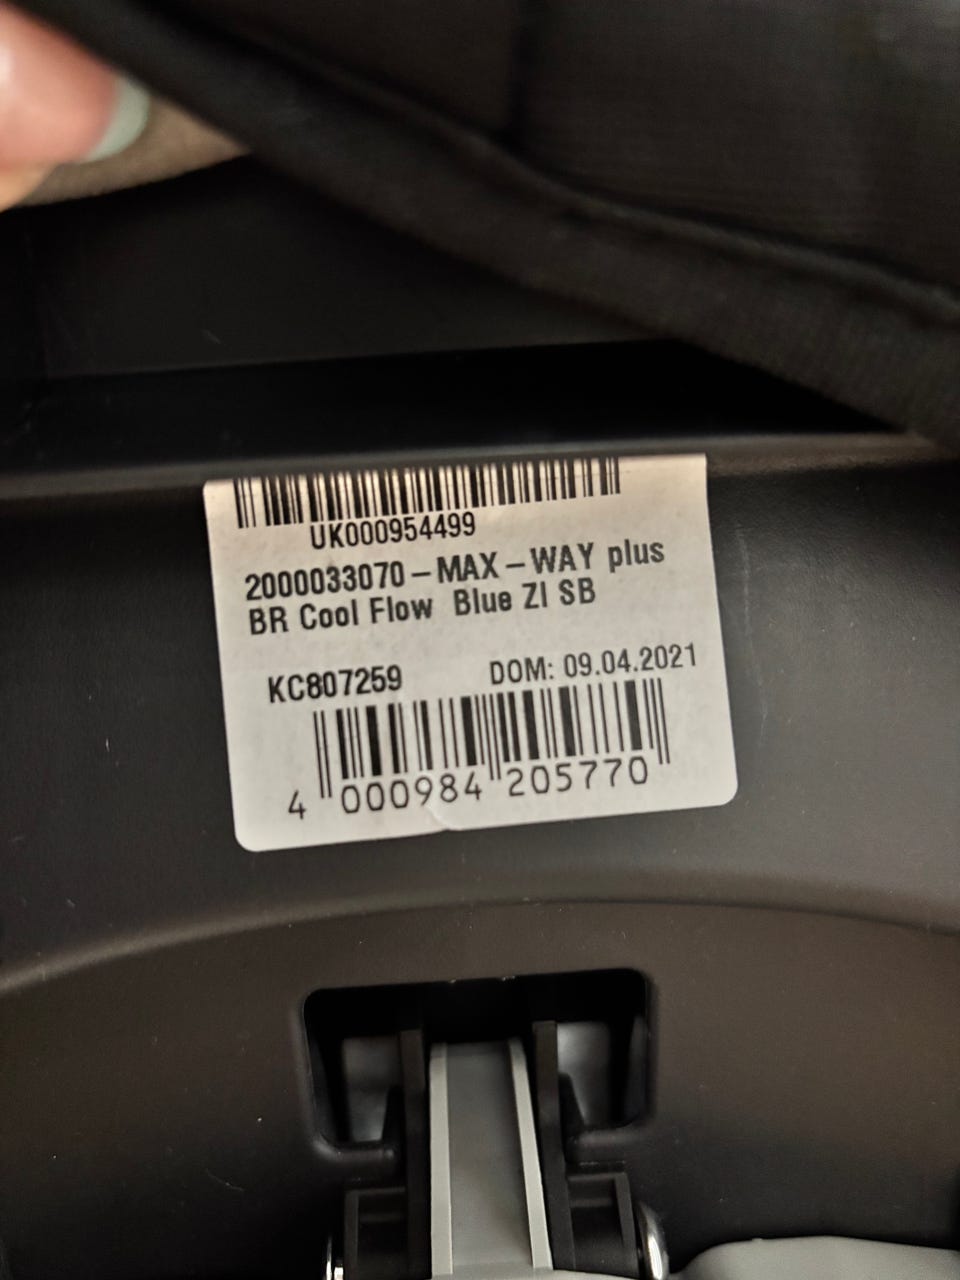 UK000954499
2000033070-MAX-WAY plus
BR Cool Flow Blue ZI SB
KC807259 DOM: 09.04.2021
4 000984 205770